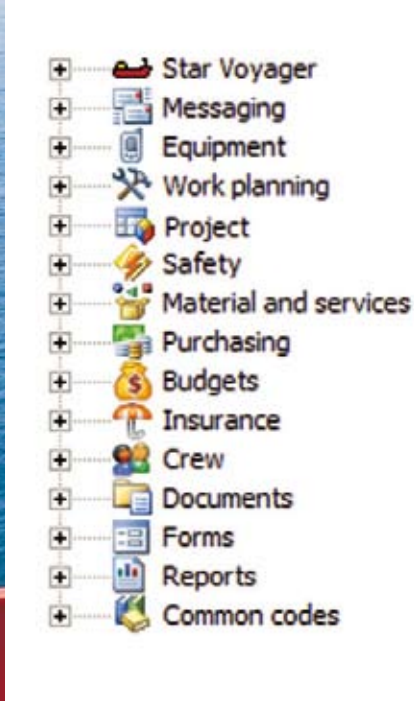 Star Voyager
Messaging
Equipment
Work planning
Project
Safety
Material and services
Purchasing
Budgets
Insurance
Crew
Documents
Forms
Reports
Common codes